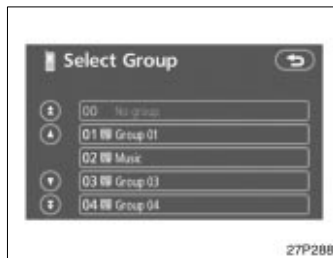 Select Group
00 No group
01 Group 01
02 Music
03 Group 03
04 Group 04
27P288